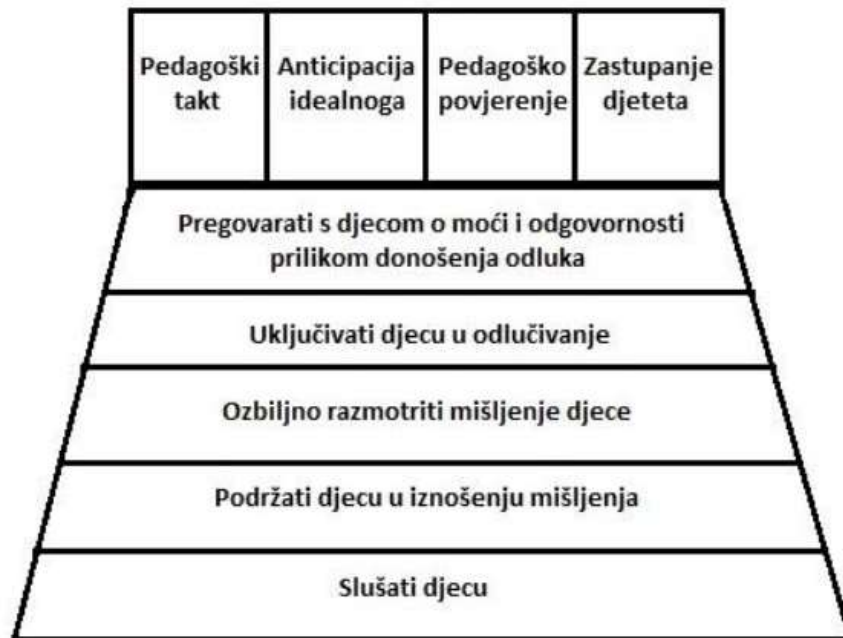 Pedagoški
takt
Anticipacija
idealnoga
Pedagoško
povjerenje
Zastupanje
djeteta
Pregovarati s djecom o moći i odgovornosti
prilikom donošenja odluka
Uključivati djecu u odlučivanje
Ozbiljno razmotriti mišljenje djece
Podržati djecu u iznošenju mišljenja
Slušati djecu